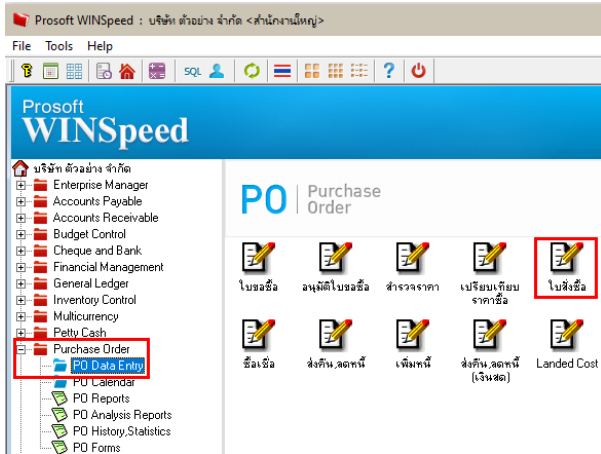 Prosoft WINSpeed : บริษัท ตัวอย่าง จำกัด <สำนักงานใหญ่>
File Tools Help
SQL
Prosoft
WINSpeed
บริษัท ตัวอย่าง จำกัด
Enterprise Manager
Accounts Payable
Accounts Receivable
Budget Control
Cheque and Bank
Financial Management
General Ledger
Inventory Control
Multicurrency
Petty Cash
Purchase Order
PO Data Entry
PO Calendar
PO Reports
PO Analysis Reports
PO History,Statistics
PO Forms
PO Purchase
Order
ใบขอซื้อ อนุมัติใบขอซื้อ สำรวจราคา เปรียบเทียบ ใบสั่งซื้อ
ราคาซื้อ
ซื้อเชื่อ ส่งคืน,ลดหนี้ เพิ่มหนี้ ส่งคืน,ลดหนี้ Landed Cost
(เงินสด)